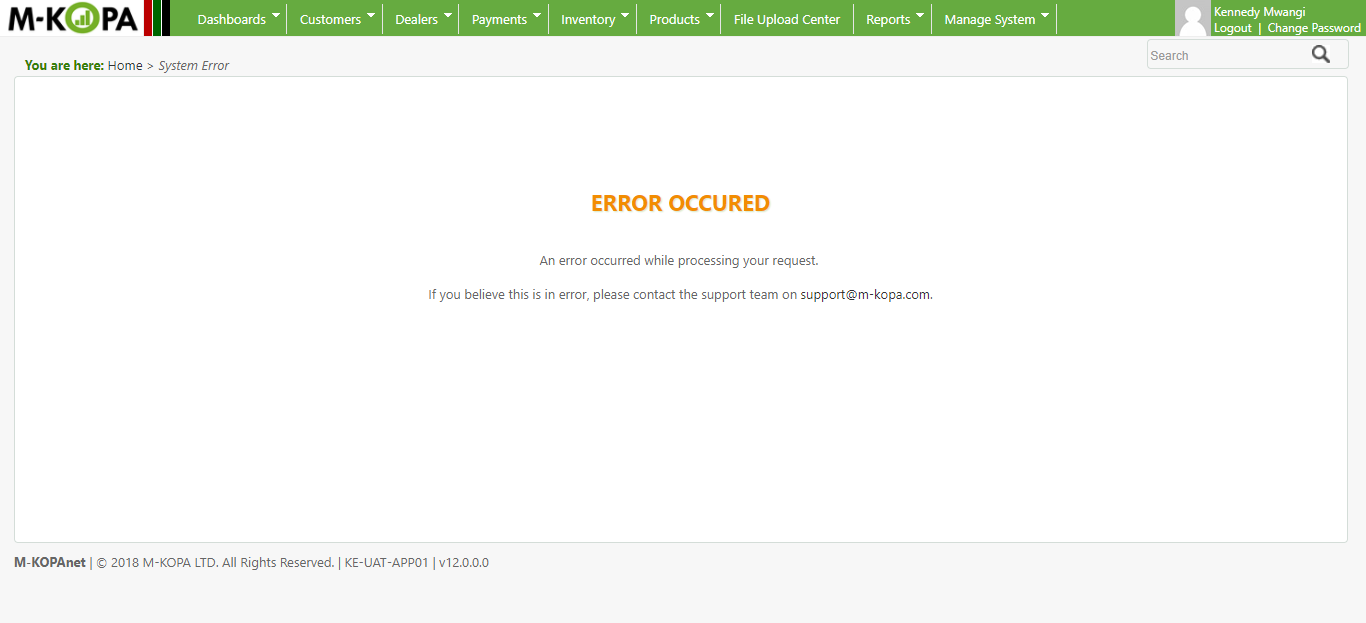 M-KOPA
Dashboards Customers Dealers Payments Inventory Products File Upload Center Reports Manage System
Kennedy Mwangi
Logout | Change Password
Search
You are here: Home > System Error
ERROR OCCURED
An error occurred while processing your request.
If you believe this is in error, please contact the support team on support@m-kopa.com.
M-KOPAnet | © 2018 M-KOPA LTD. All Rights Reserved. | KE-UAT-APP01 | v12.0.0.0